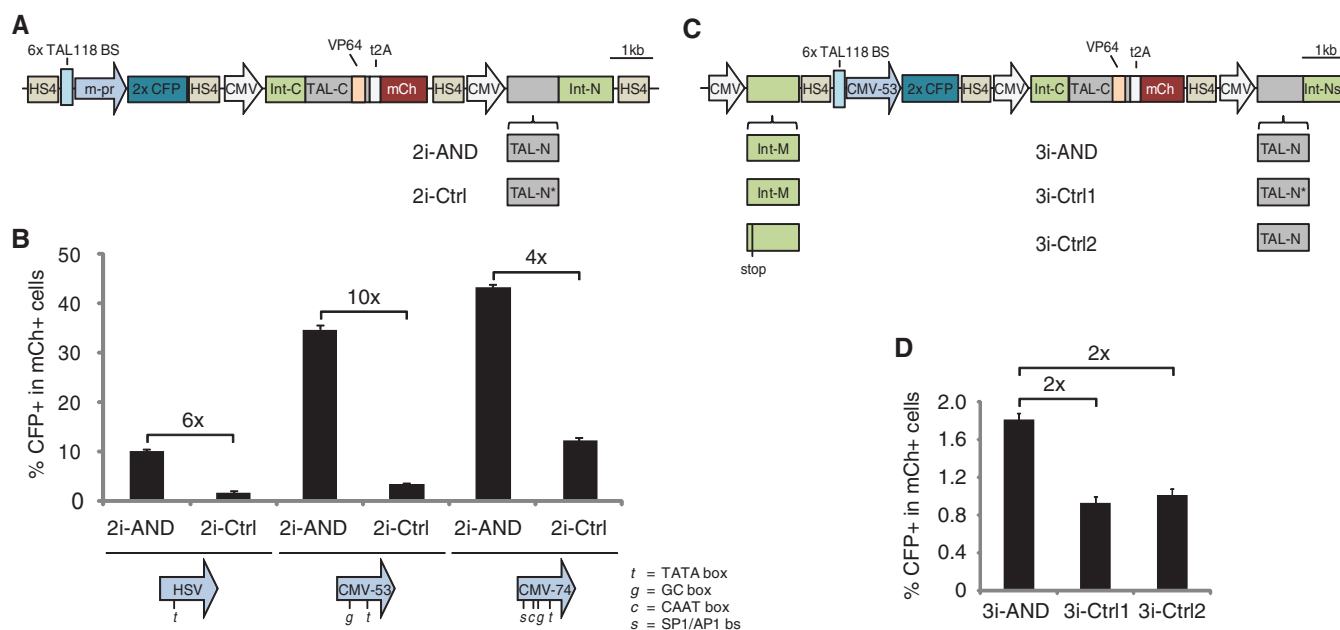 A
6x TAL118 BS
VP64
t2A
1kb
HS4
m-pr
2x CFP
HS4
CMV
Int-C
TAL-C
mCh
HS4
CMV
Int-N
HS4
2i-AND
TAL-N
2i-Ctrl
TAL-N*
B
% CFP+ in mCh+ cells
50
40
30
20
10
0
6x
10x
4x
2i-AND
2i-Ctrl
2i-AND
2i-Ctrl
2i-AND
2i-Ctrl
HSV
t
CMV-53
g t
CMV-74
s c g t
t = TATA box
g = GC box
c = CAAT box
s = SP1/AP1 bs
C
6x TAL118 BS
VP64
t2A
1kb
CMV
HS4
CMV-53
2x CFP
HS4
CMV
Int-C
TAL-C
mCh
HS4
CMV
Int-Ns
Int-M
3i-AND
TAL-N
Int-M
3i-Ctrl1
TAL-N*
stop
3i-Ctrl2
TAL-N
D
% CFP+ in mCh+ cells
2.0
1.6
1.2
0.8
0.4
0
2x
2x
3i-AND
3i-Ctrl1
3i-Ctrl2